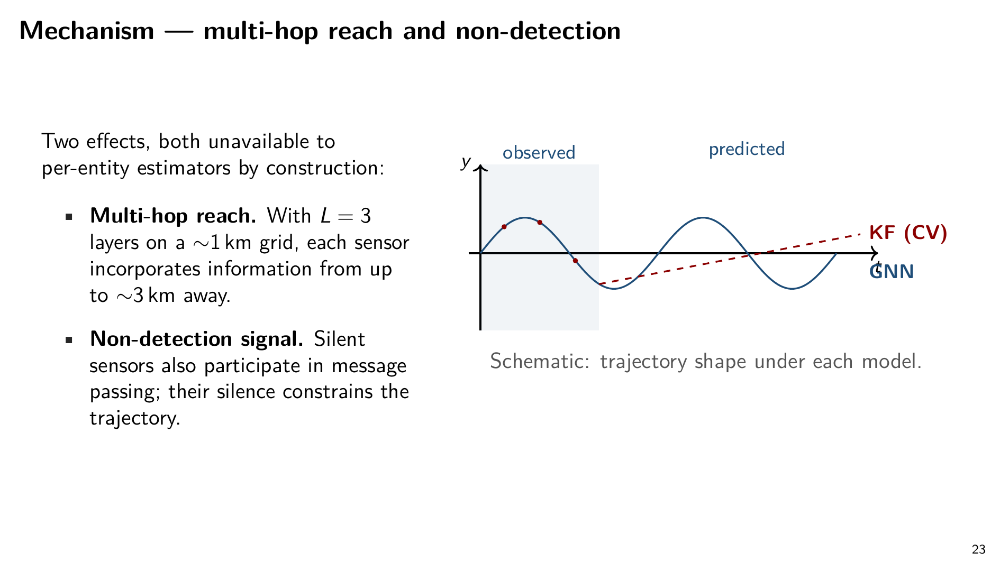 Mechanism — multi-hop reach and non-detection
Two effects, both unavailable to
per-entity estimators by construction:
▪ Multi-hop reach. With L = 3
layers on a ∼1 km grid, each sensor
incorporates information from up
to ∼3 km away.
▪ Non-detection signal. Silent
sensors also participate in message
passing; their silence constrains the
trajectory.
observed
predicted
y
KF (CV)
t
GNN
Schematic: trajectory shape under each model.
23